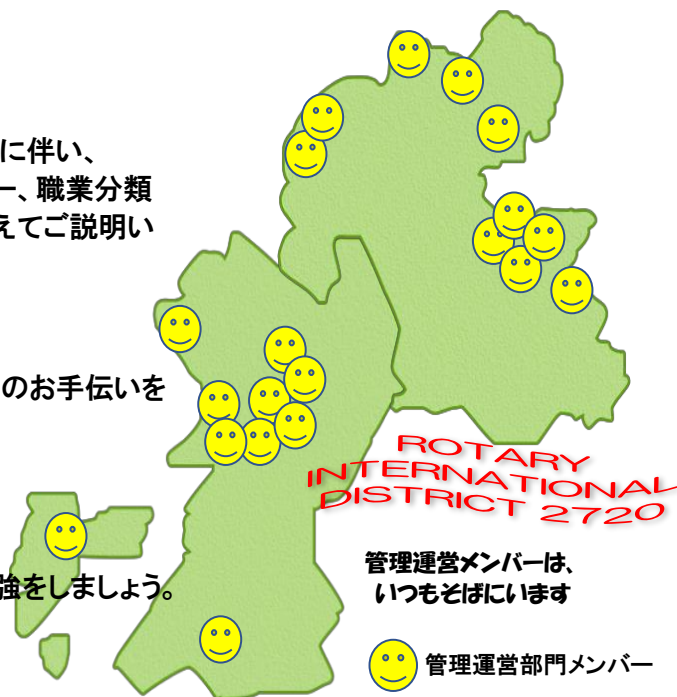 に伴い、
ー、職業分類
えてご説明い
のお手伝いを
ROTARY
INTERNATIONAL
DISTRICT 2720
強をしましょう。
管理運営メンバーは、
いつもそばにいます
管理運営部門メンバー